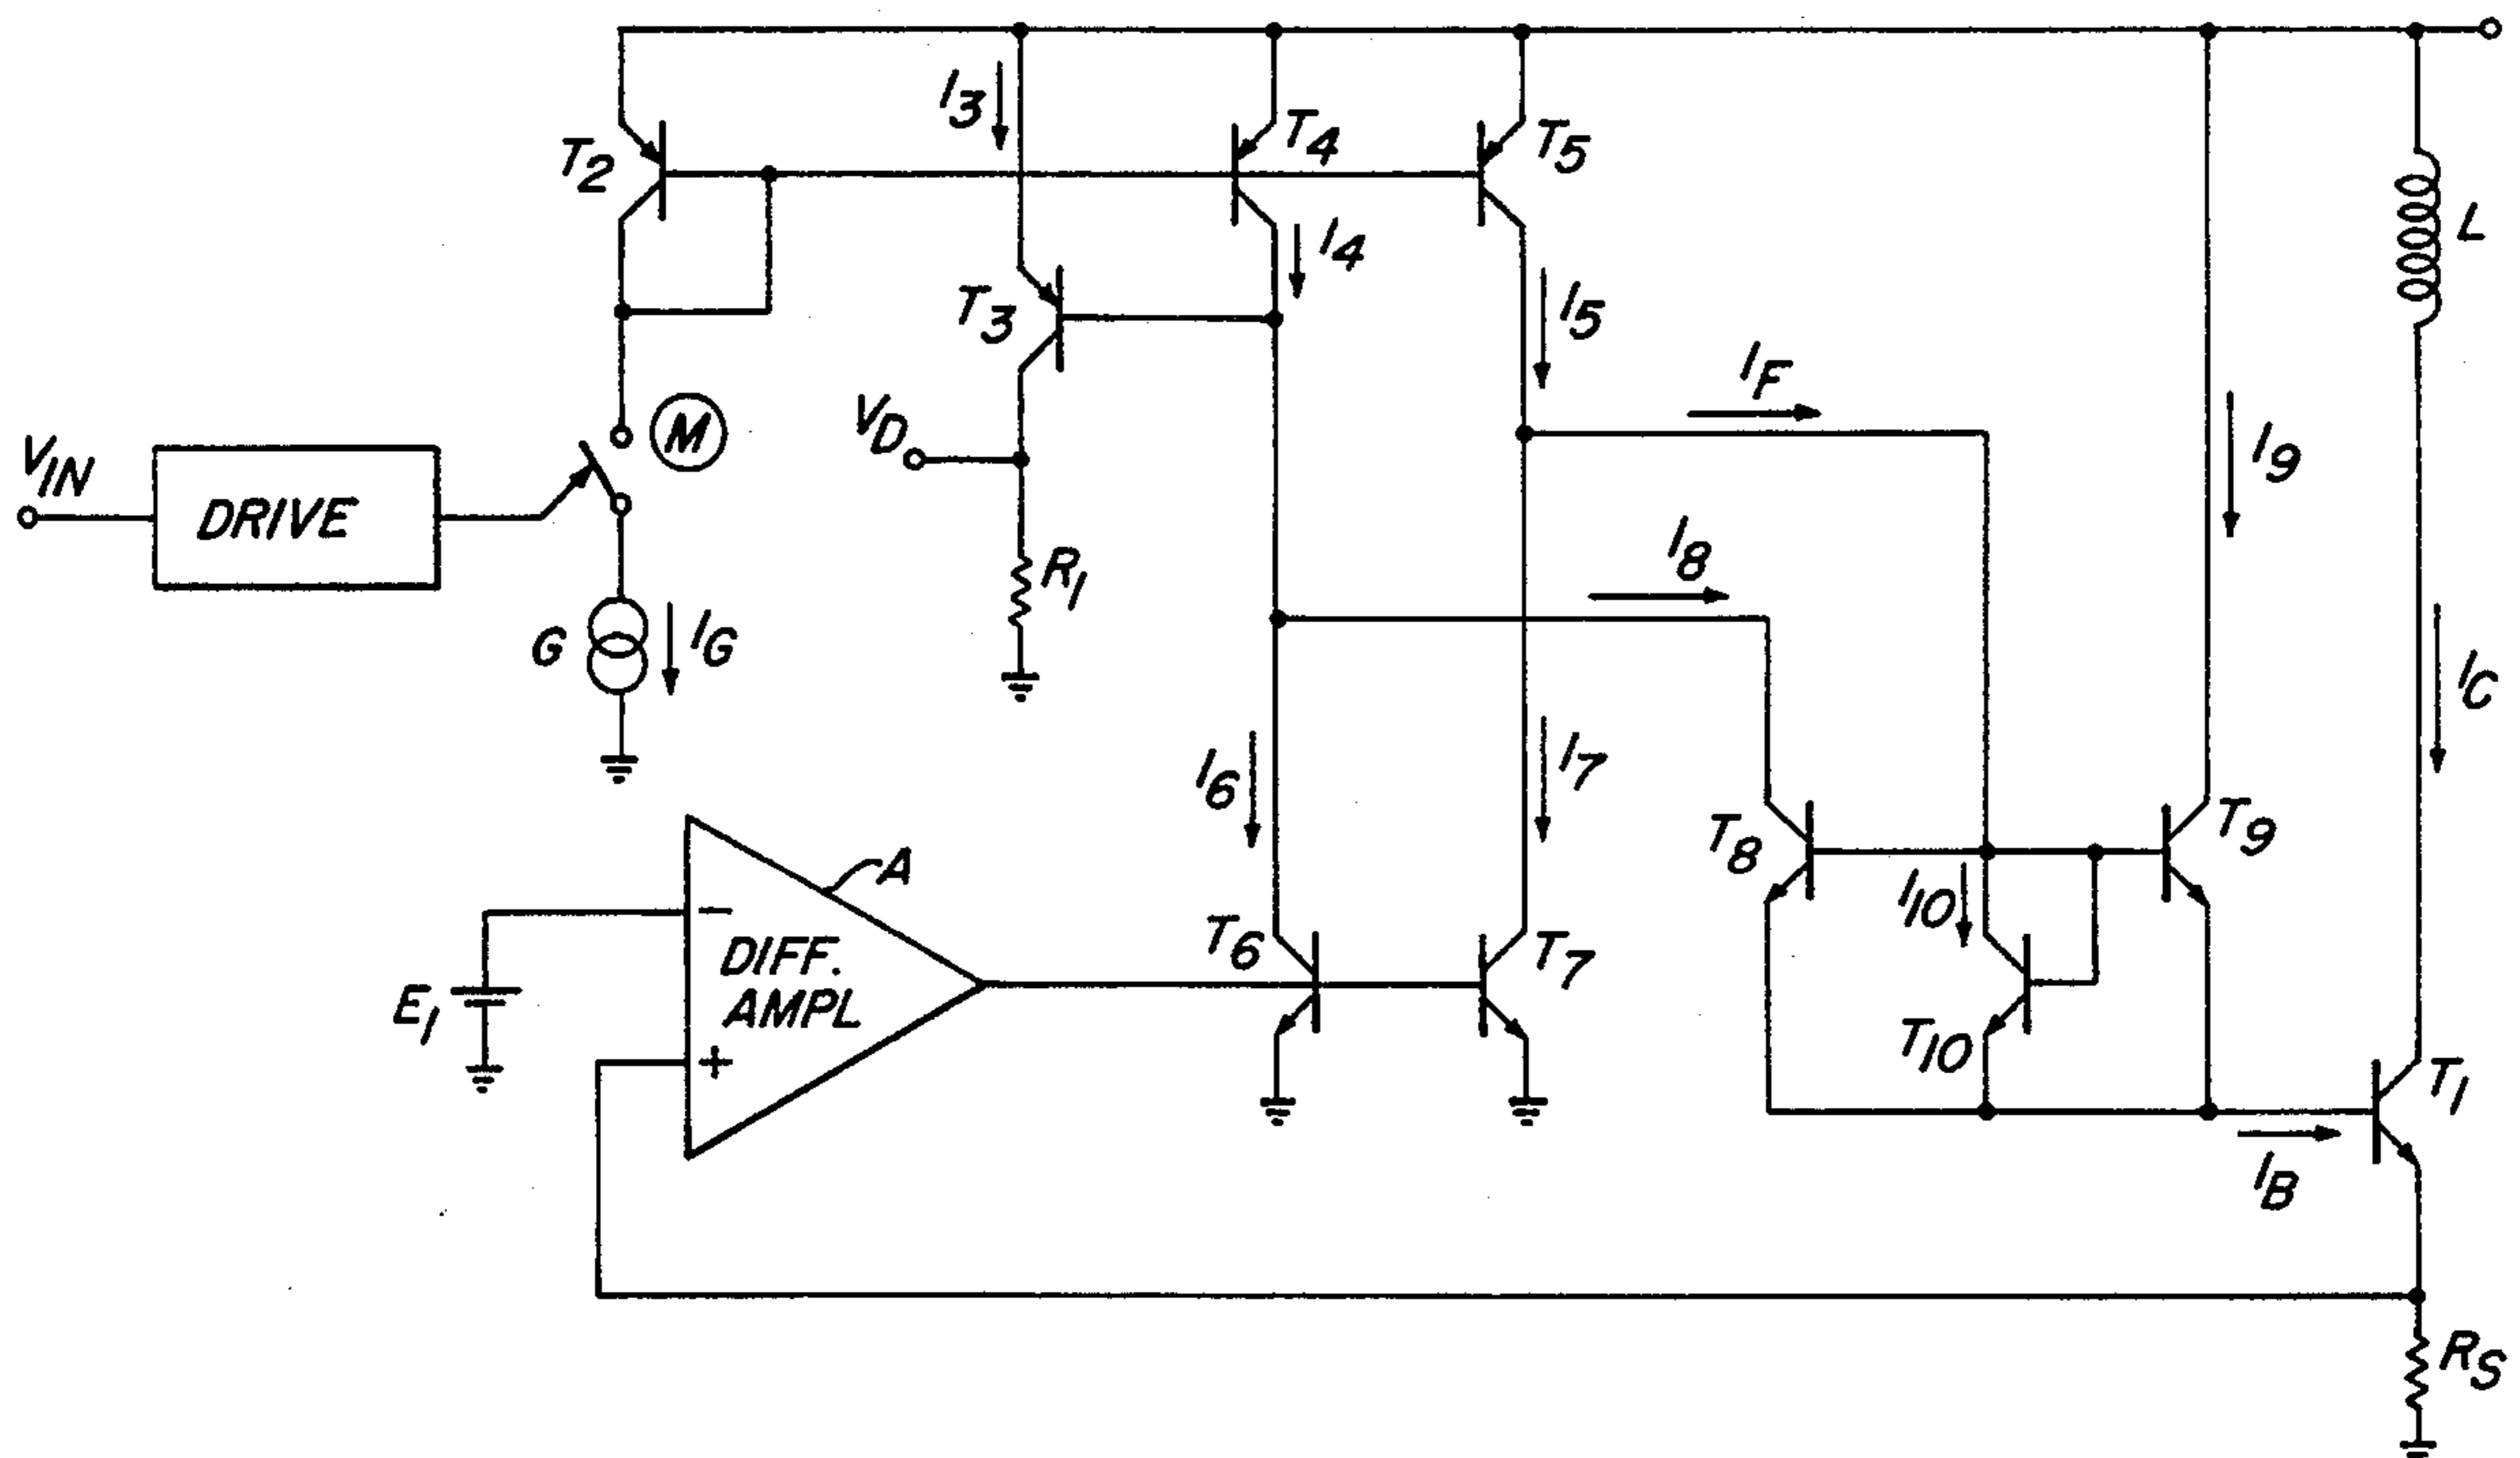 I3
T2
T4
T5
I4
T3
I5
IF
L
M
VD
VIN
DRIVE
I9
R1
I8
G
IG
IC
I6
I7
A
T8
T9
I10
DIFF.
AMPL
−
+
E1
T6
T7
T10
T1
IB
RS